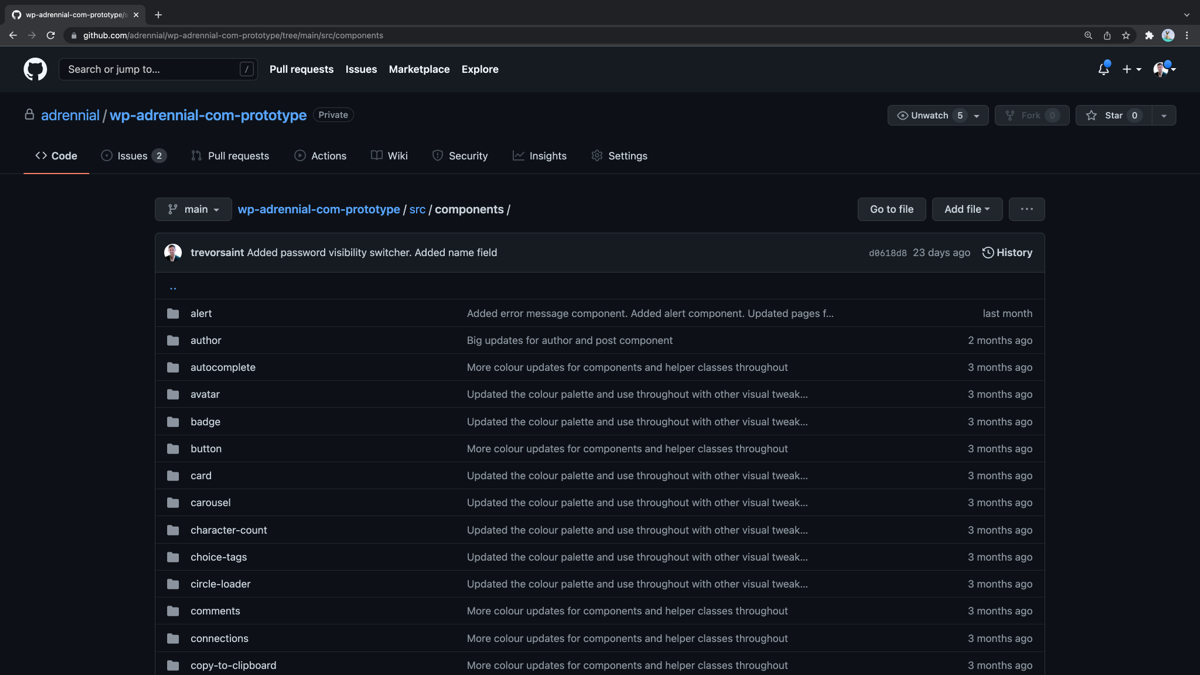 wp-adrennial-com-prototype/
github.com/adrennial/wp-adrennial-com-prototype/tree/main/src/components
Search or jump to... / Pull requests Issues Marketplace Explore
adrennial / wp-adrennial-com-prototype Private Unwatch 5 Fork 0 Star 0
Code Issues 2 Pull requests Actions Wiki Security Insights Settings
main wp-adrennial-com-prototype / src / components / Go to file Add file ...
trevorsaint Added password visibility switcher. Added name field d0618d8 23 days ago History
..
alert Added error message component. Added alert component. Updated pages f... last month
author Big updates for author and post component 2 months ago
autocomplete More colour updates for components and helper classes throughout 3 months ago
avatar Updated the colour palette and use throughout with other visual tweak... 3 months ago
badge Updated the colour palette and use throughout with other visual tweak... 3 months ago
button More colour updates for components and helper classes throughout 3 months ago
card Updated the colour palette and use throughout with other visual tweak... 3 months ago
carousel Updated the colour palette and use throughout with other visual tweak... 3 months ago
character-count Updated the colour palette and use throughout with other visual tweak... 3 months ago
choice-tags Updated the colour palette and use throughout with other visual tweak... 3 months ago
circle-loader Updated the colour palette and use throughout with other visual tweak... 3 months ago
comments More colour updates for components and helper classes throughout 3 months ago
connections More colour updates for components and helper classes throughout 3 months ago
copy-to-clipboard More colour updates for components and helper classes throughout 3 months ago